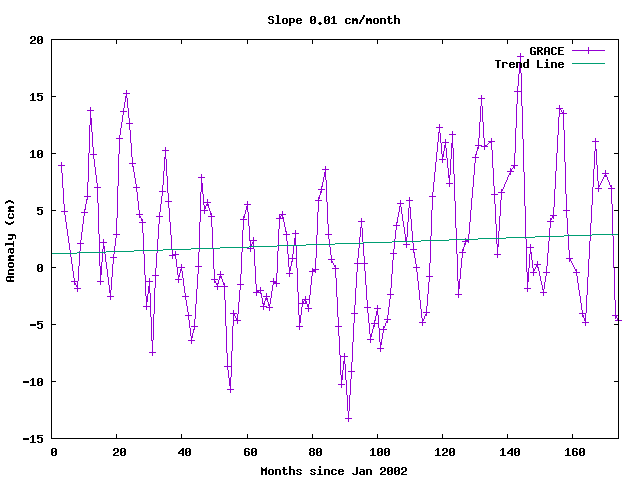 Slope 0.01 cm/month
20
GRACE
Trend Line
15
10
5
0
-5
-10
-15
Anomaly (cm)
0 20 40 60 80 100 120 140 160
Months since Jan 2002